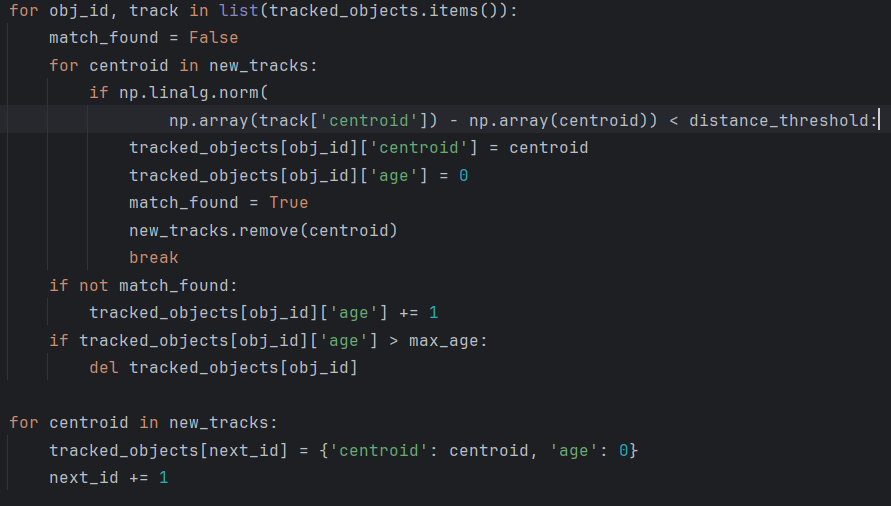 for obj_id, track in list(tracked_objects.items()):
    match_found = False
    for centroid in new_tracks:
        if np.linalg.norm(
                np.array(track['centroid']) - np.array(centroid)) < distance_threshold:
            tracked_objects[obj_id]['centroid'] = centroid
            tracked_objects[obj_id]['age'] = 0
            match_found = True
            new_tracks.remove(centroid)
            break
    if not match_found:
        tracked_objects[obj_id]['age'] += 1
    if tracked_objects[obj_id]['age'] > max_age:
        del tracked_objects[obj_id]

for centroid in new_tracks:
    tracked_objects[next_id] = {'centroid': centroid, 'age': 0}
    next_id += 1